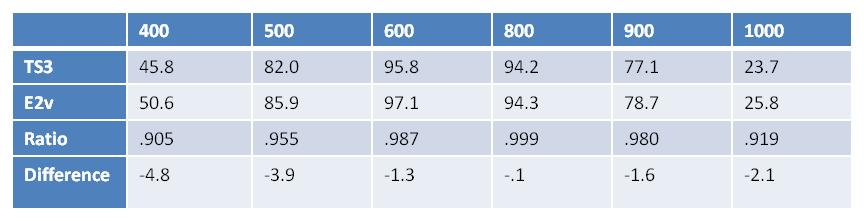 400 500 600 800 900 1000
TS3 45.8 82.0 95.8 94.2 77.1 23.7
E2v 50.6 85.9 97.1 94.3 78.7 25.8
Ratio .905 .955 .987 .999 .980 .919
Difference -4.8 -3.9 -1.3 -.1 -1.6 -2.1